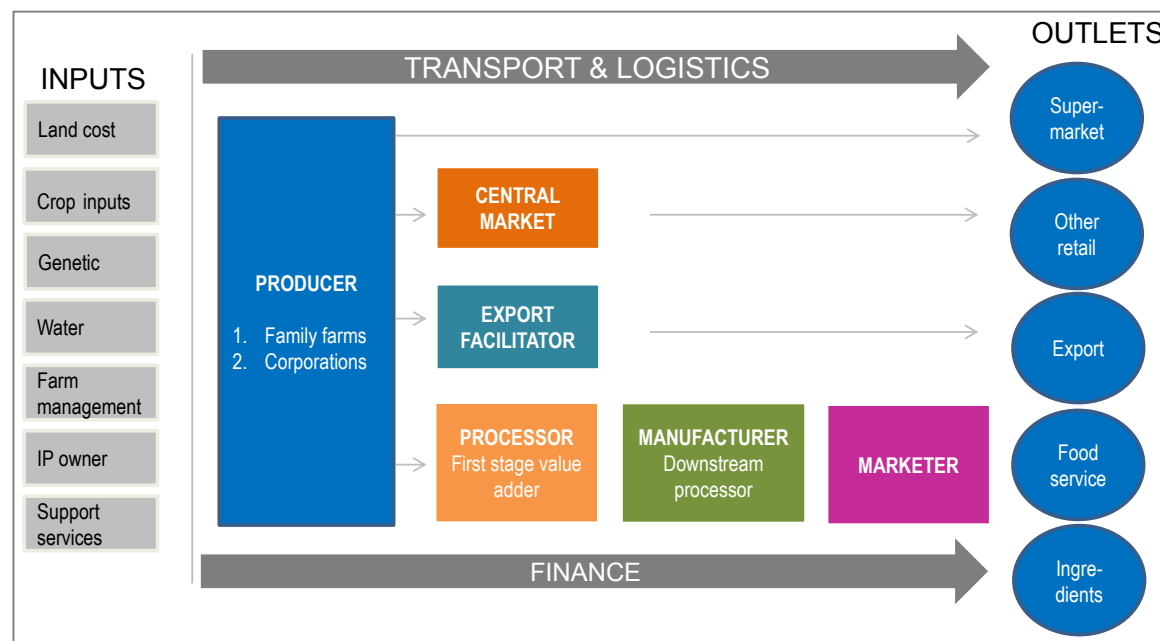 OUTLETS
TRANSPORT & LOGISTICS
INPUTS
Land cost
Crop inputs
Genetic
Water
Farm
management
IP owner
Support
services
PRODUCER
1. Family farms
2. Corporations
CENTRAL
MARKET
EXPORT
FACILITATOR
PROCESSOR
First stage value
adder
MANUFACTURER
Downstream
processor
MARKETER
Super-
market
Other
retail
Export
Food
service
Ingre-
dients
FINANCE